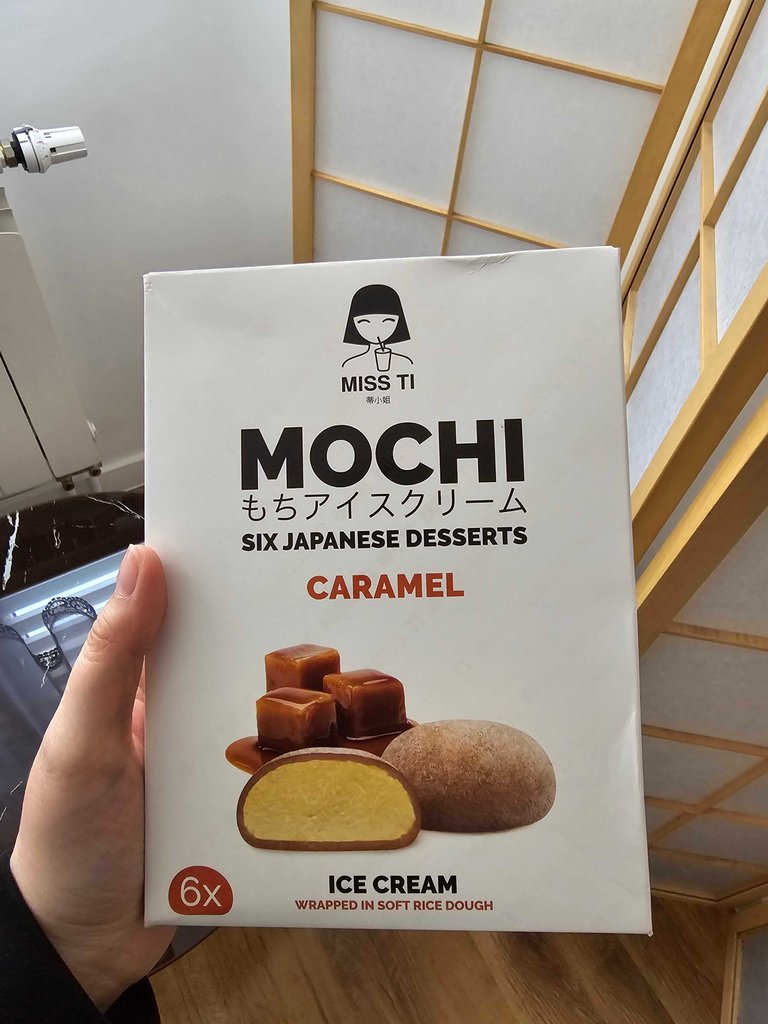 MISS TI
蒂小姐
MOCHI
もちアイスクリーム
SIX JAPANESE DESSERTS
CARAMEL
6x
ICE CREAM
WRAPPED IN SOFT RICE DOUGH